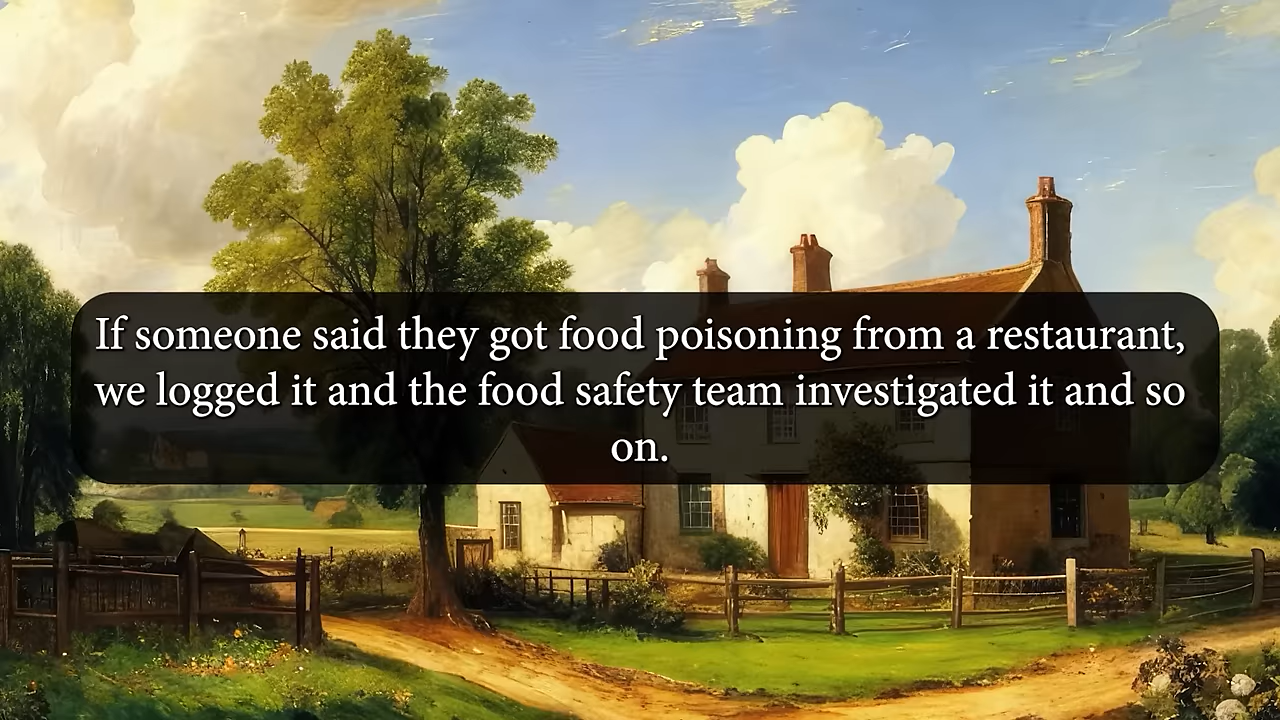 If someone said they got food poisoning from a restaurant,
we logged it and the food safety team investigated it and so
on.